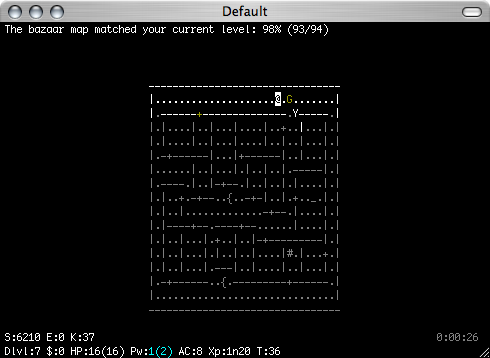 Default
The bazaar map matched your current level: 98% (93/94)
-----------------------------
|...................@.G......|
|.------+-------------.Y-----.|
|.|....|..|...|....|..+..|...|.|
|.|....|..|...|....|..|..|...|.|
|.-+------|...|+------|..|...|.|
|......|..|...|.|..|..|.-----.|
|.----.|..|-+-.|.|..|..|.......|
|.|..+.-+--..{..-+-|..|.+.._.|.|
|.|..|............-+--.|...|.|
|.|----+--.----+--......|....|.|
|.|..|...|.+..|..|-+---------|.|
|.|..|...|.|..|..|....|#.|...+.|
|.|..|...|.---|..|....|..|...|.|
|.-+------..{.---------+-----.|
|............................|
-----------------------------
S:6210 E:0 K:37
0:00:26
Dlvl:7 $:0 HP:16(16) Pw:1(2) AC:8 Xp:1n20 T:36